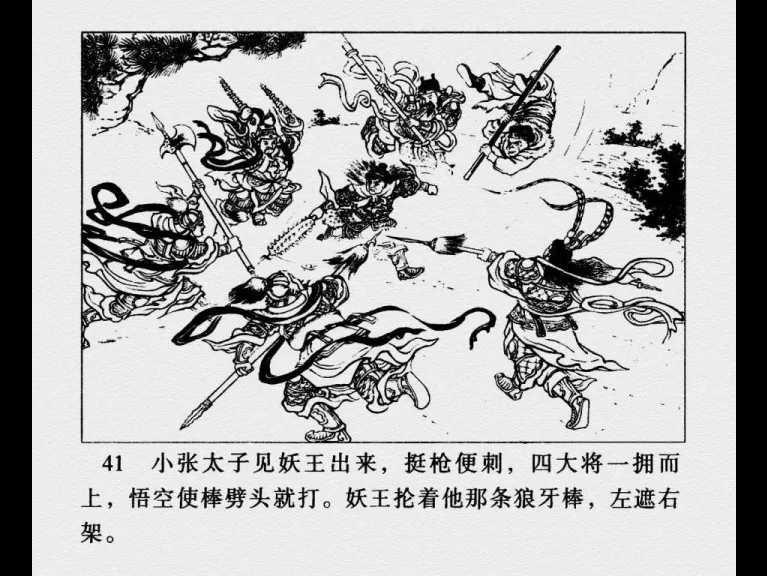 41 小张太子见妖王出来，挺枪便刺，四大将一拥而
上，悟空使棒劈头就打。妖王抡着他那条狼牙棒，左遮右
架。